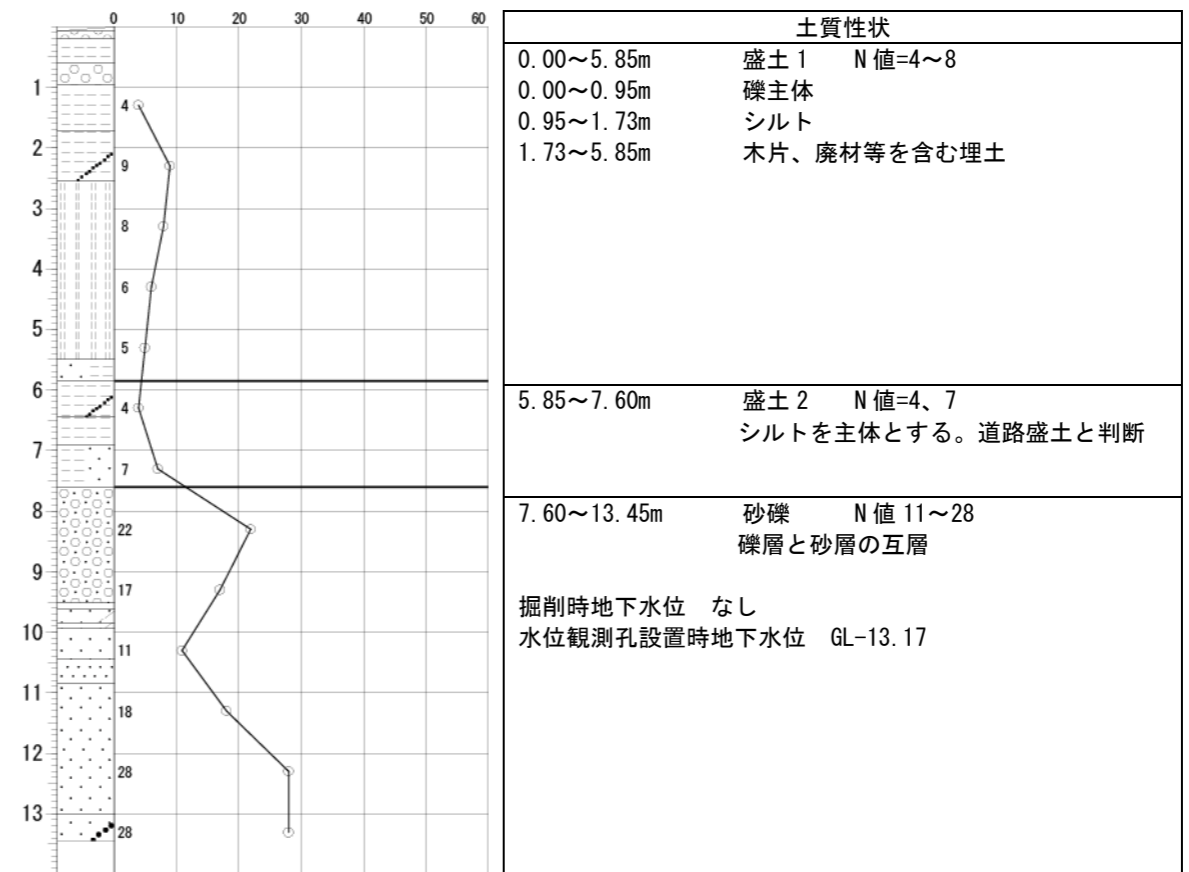 0 10 20 30 40 50 60
1
4
2
9
3
8
4
6
5
5
6
4
7
7
8
22
9
17
10
11
11
18
12
28
13
28
土質性状
0.00～5.85m 盛土1 N値=4～8
0.00～0.95m 礫主体
0.95～1.73m シルト
1.73～5.85m 木片、廃材等を含む埋土
5.85～7.60m 盛土2 N値=4、7
シルトを主体とする。道路盛土と判断
7.60～13.45m 砂礫 N値11～28
礫層と砂層の互層
掘削時地下水位 なし
水位観測孔設置時地下水位 GL-13.17